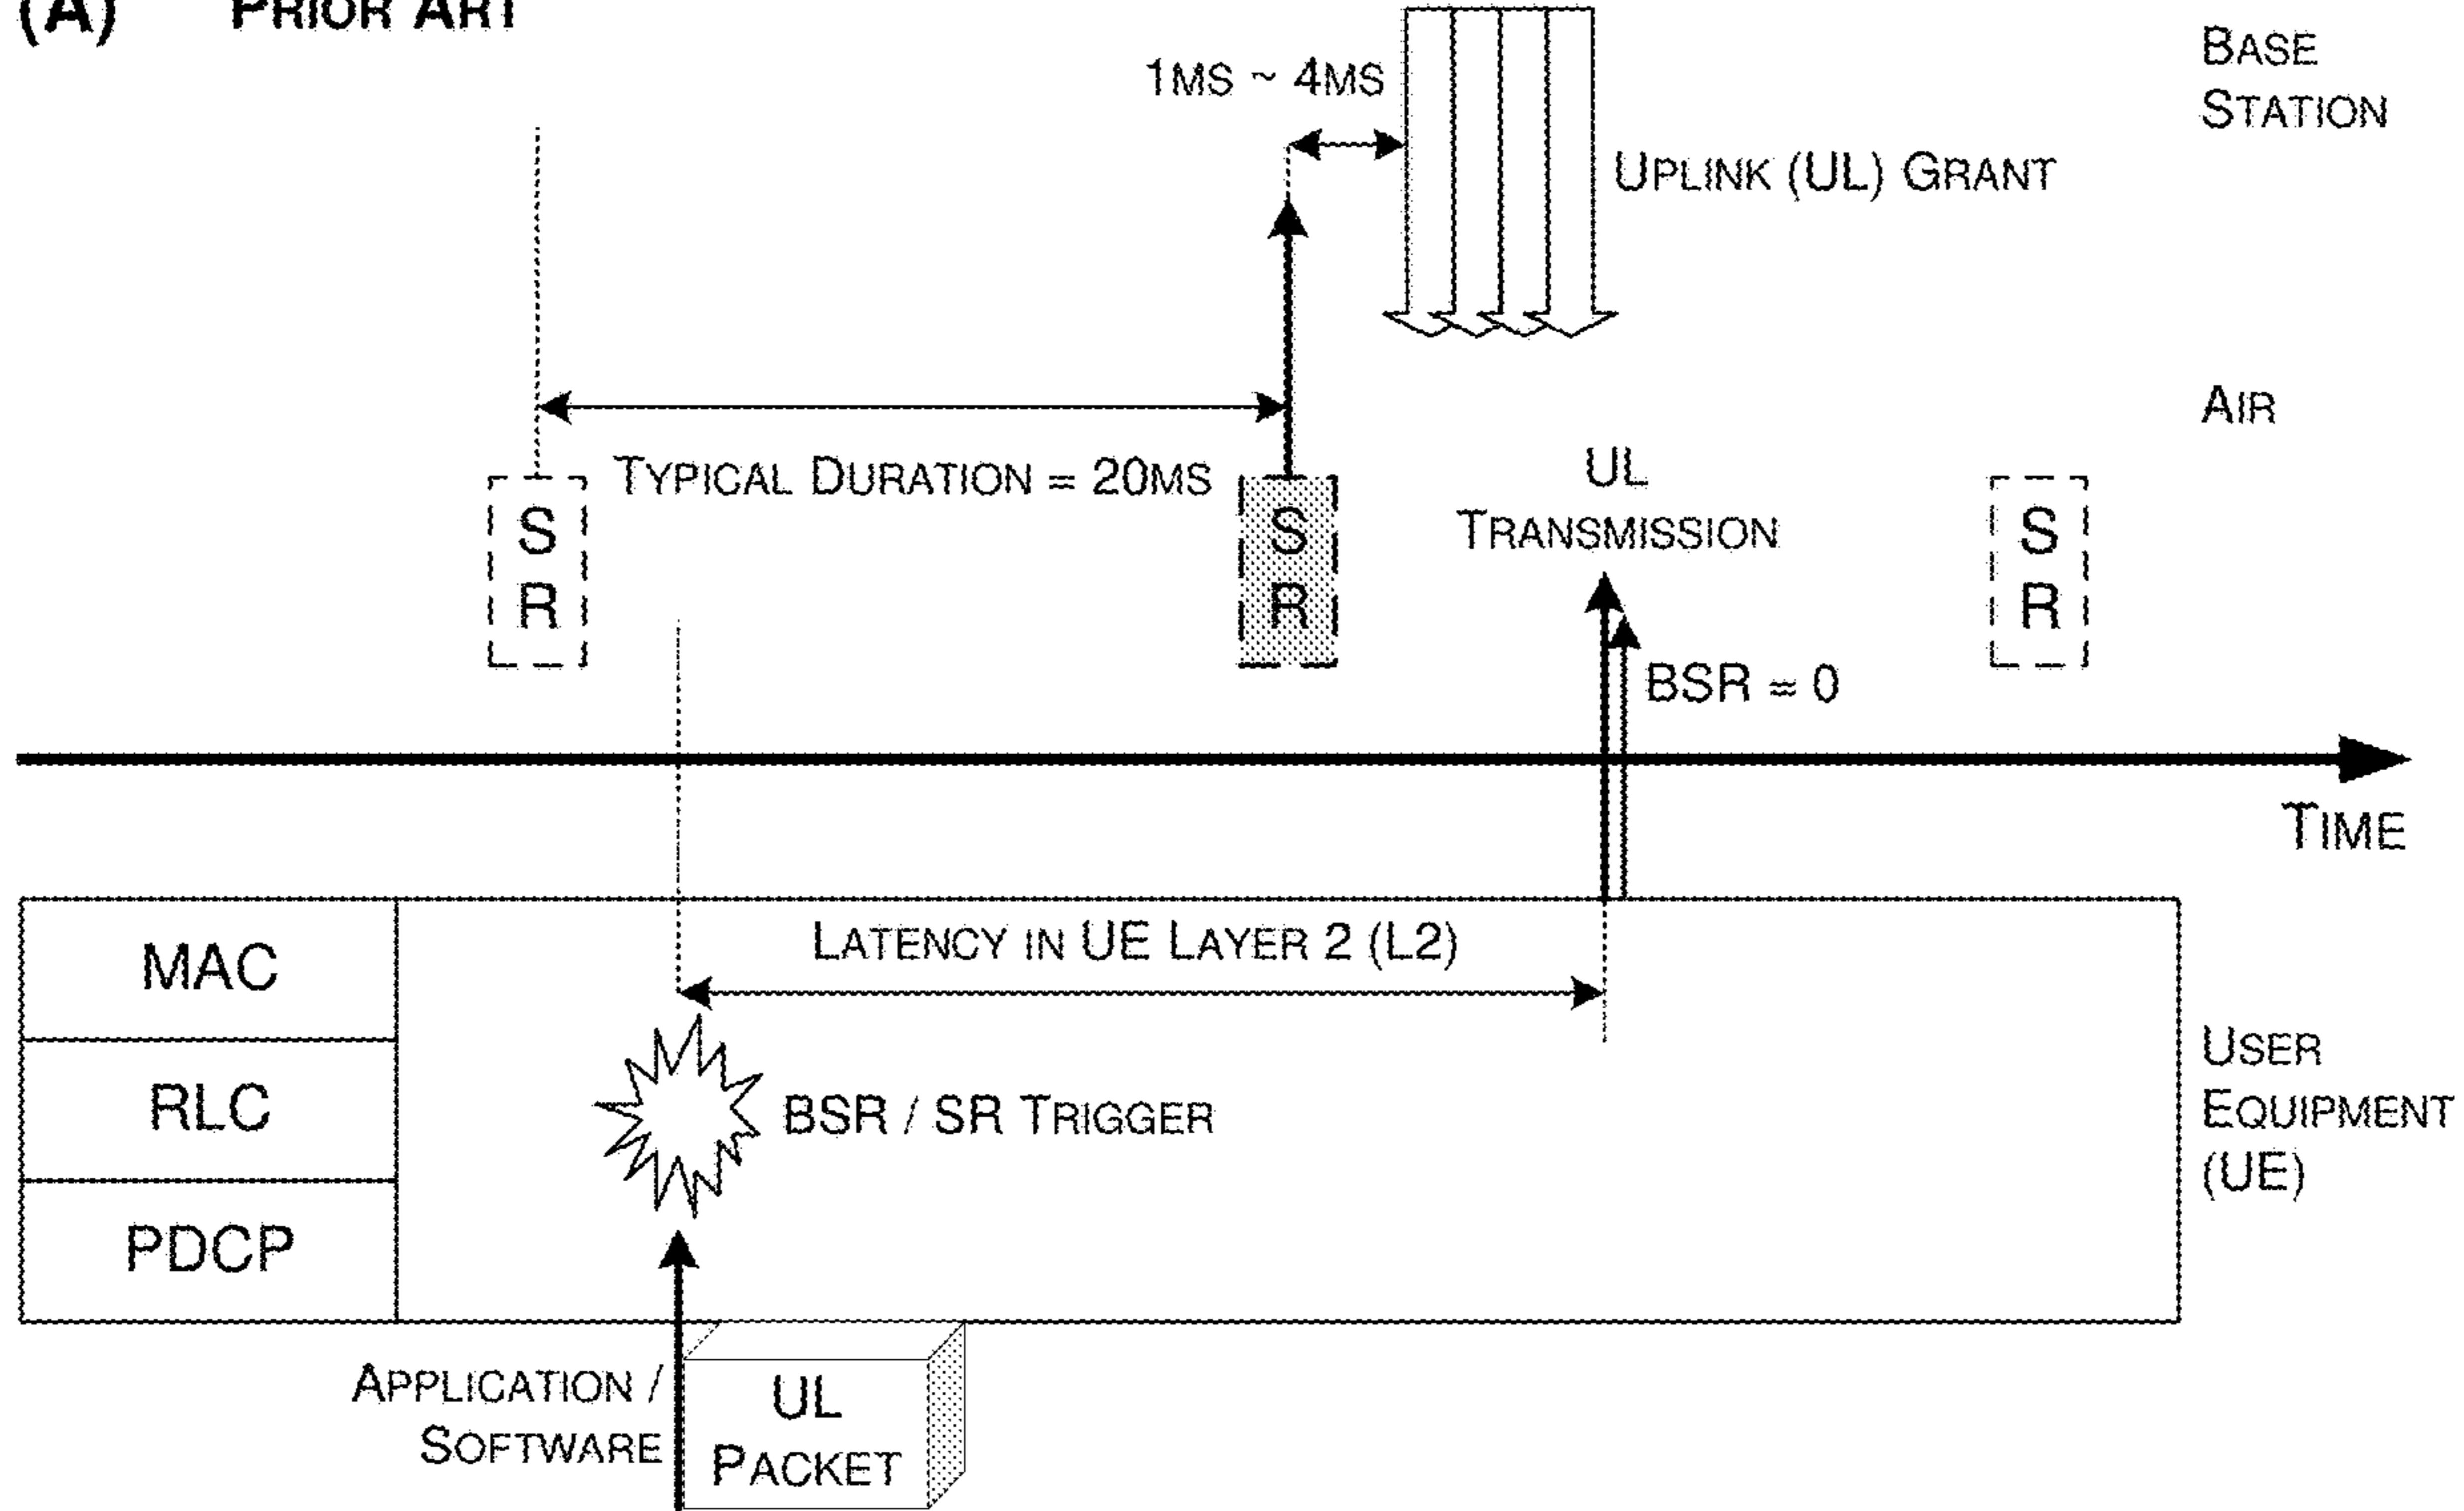 (A) PRIOR ART
BASE
STATION
1MS ~ 4MS
UPLINK (UL) GRANT
AIR
TYPICAL DURATION = 20MS
UL
TRANSMISSION
S
R
S
R
S
R
BSR = 0
TIME
MAC
RLC
PDCP
LATENCY IN UE LAYER 2 (L2)
BSR / SR TRIGGER
USER
EQUIPMENT
(UE)
APPLICATION /
SOFTWARE
UL
PACKET